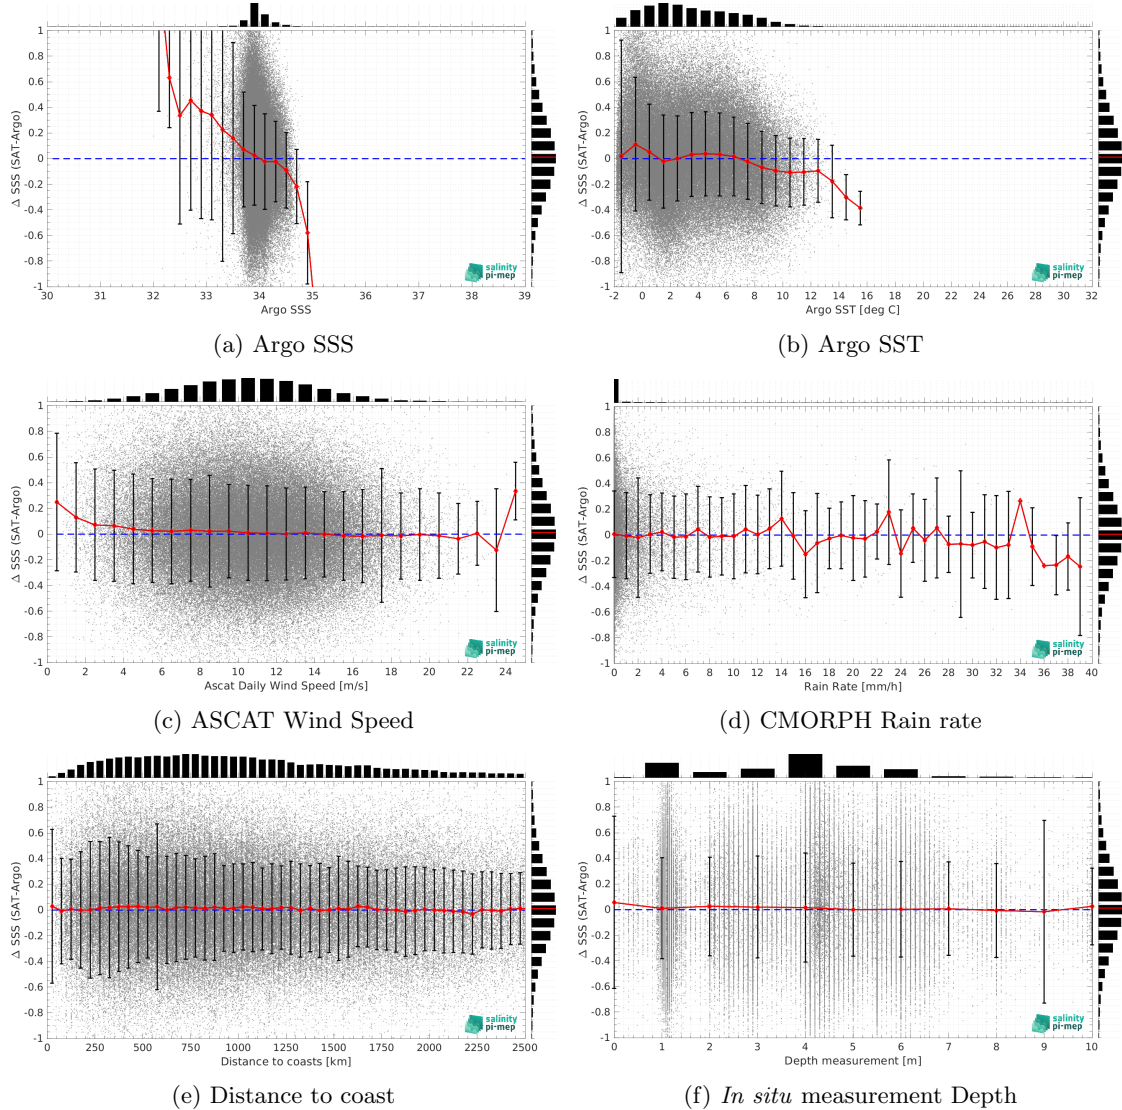 1
0.8
0.6
0.4
0.2
0
-0.2
-0.4
-0.6
-0.8
-1
Δ SSS (SAT-Argo)
salinity
pi-mep
30 31 32 33 34 35 36 37 38 39
Argo SSS
(a) Argo SSS
1
0.8
0.6
0.4
0.2
0
-0.2
-0.4
-0.6
-0.8
-1
Δ SSS (SAT-Argo)
salinity
pi-mep
-2 0 2 4 6 8 10 12 14 16 18 20 22 24 26 28 30 32
Argo SST [deg C]
(b) Argo SST
1
0.8
0.6
0.4
0.2
0
-0.2
-0.4
-0.6
-0.8
-1
Δ SSS (SAT-Argo)
salinity
pi-mep
0 2 4 6 8 10 12 14 16 18 20 22 24
Ascat Daily Wind Speed [m/s]
(c) ASCAT Wind Speed
1
0.8
0.6
0.4
0.2
0
-0.2
-0.4
-0.6
-0.8
-1
Δ SSS (SAT-Argo)
salinity
pi-mep
0 2 4 6 8 10 12 14 16 18 20 22 24 26 28 30 32 34 36 38 40
Rain Rate [mm/h]
(d) CMORPH Rain rate
1
0.8
0.6
0.4
0.2
0
-0.2
-0.4
-0.6
-0.8
-1
Δ SSS (SAT-Argo)
salinity
pi-mep
0 250 500 750 1000 1250 1500 1750 2000 2250 2500
Distance to coasts [km]
(e) Distance to coast
1
0.8
0.6
0.4
0.2
0
-0.2
-0.4
-0.6
-0.8
-1
Δ SSS (SAT-Argo)
salinity
pi-mep
0 1 2 3 4 5 6 7 8 9 10
Depth measurement [m]
(f) In situ measurement Depth